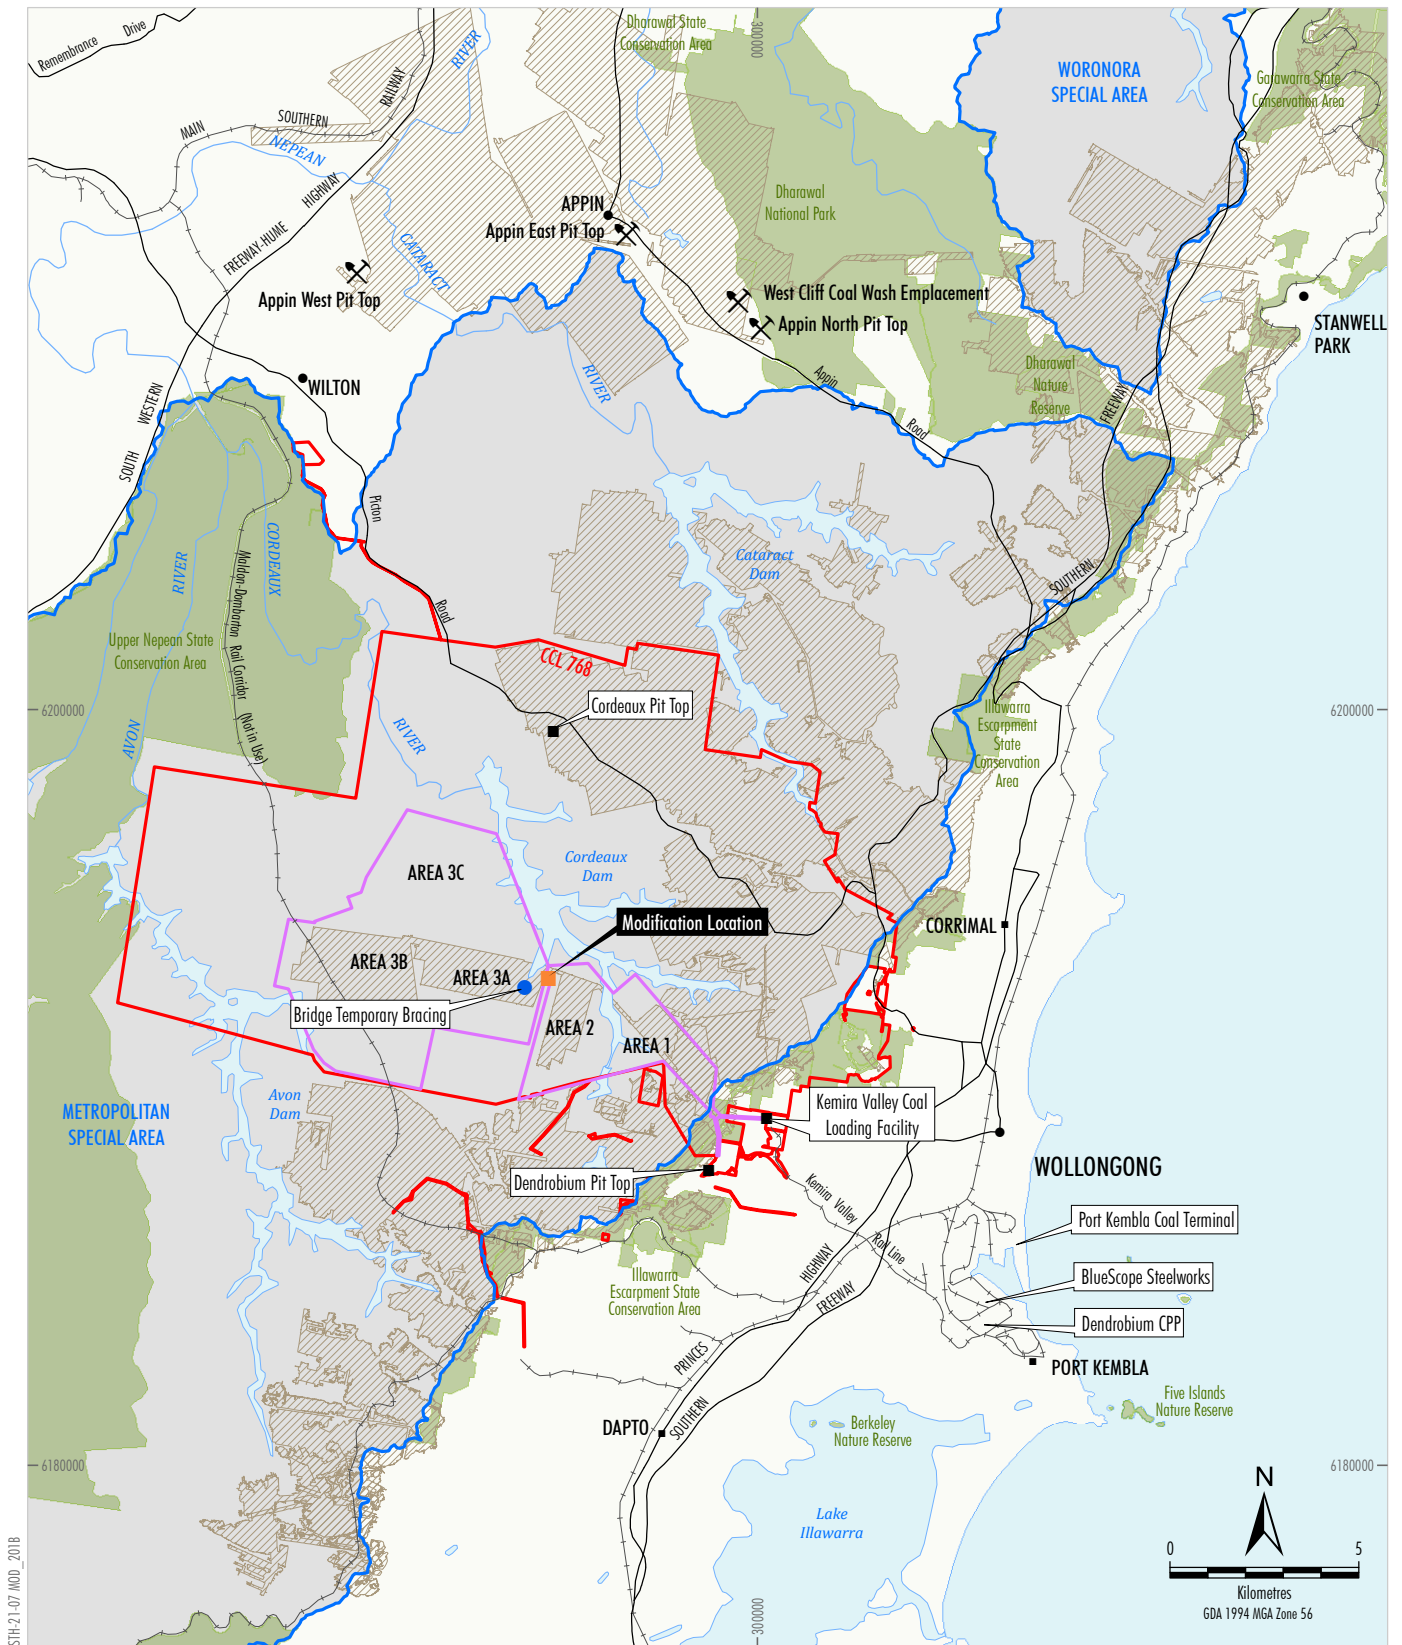 Remembrance Drive
RIVER
Dharawal State
Conservation Area
300000
WORONORA
SPECIAL AREA
Garawarra State
Conservation Area
RAILWAY
MAIN
SOUTHERN
NEPEAN
HIGHWAY
FREEWAY-HUME
Dharawal
National Park
APPIN
Appin East Pit Top
CATARACT
Appin West Pit Top
West Cliff Coal Wash Emplacement
Appin North Pit Top
STANWELL
PARK
WILTON
RIVER
Appin
Road
Dharawal
Nature
Reserve
FREEWAY
WESTERN
SOUTH
Picton
Road
CORDEAUX
RIVER
Maldon-Dombarton Rail Corridor (Not in Use)
Cataract
Dam
SOUTHERN
Upper Nepean State
Conservation Area
CCL 768
AVON
RIVER
Cordeaux Pit Top
6200000
6200000
Illawarra
Escarpment
State
Conservation
Area
AREA 3C
Cordeaux
Dam
Modification Location
CORRIMAL
AREA 3B
AREA 3A
Bridge Temporary Bracing
AREA 2
AREA 1
Avon
Dam
METROPOLITAN
SPECIAL AREA
Kemira Valley Coal
Loading Facility
Dendrobium Pit Top
WOLLONGONG
Kemira Valley
Rail Line
Port Kembla Coal Terminal
BlueScope Steelworks
Dendrobium CPP
HIGHWAY
FREEWAY
Illawarra
Escarpment State
Conservation Area
PRINCES
SOUTHERN
PORT KEMBLA
DAPTO
Five Islands
Nature Reserve
Berkeley
Nature Reserve
6180000
6180000
Lake
Illawarra
N
0 5
Kilometres
GDA 1994 MGA Zone 56
300000
STH-21-07 MOD_201B